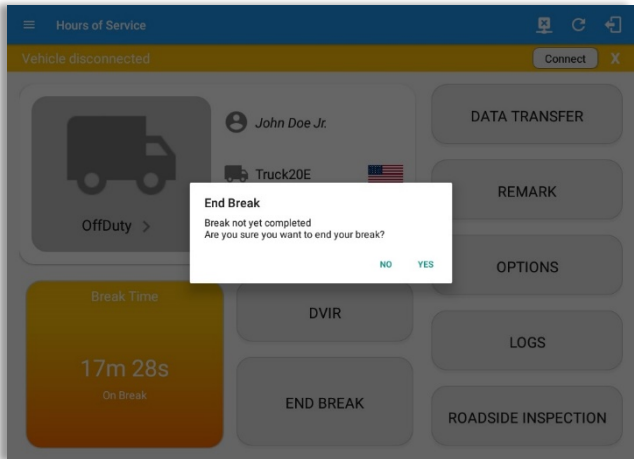 Hours of Service
Vehicle disconnected
Connect
X
John Doe Jr.
Truck20E
OffDuty >
DATA TRANSFER
REMARK
OPTIONS
LOGS
ROADSIDE INSPECTION
End Break
Break not yet completed
Are you sure you want to end your break?
NO YES
Break Time
17m 28s
On Break
DVIR
END BREAK